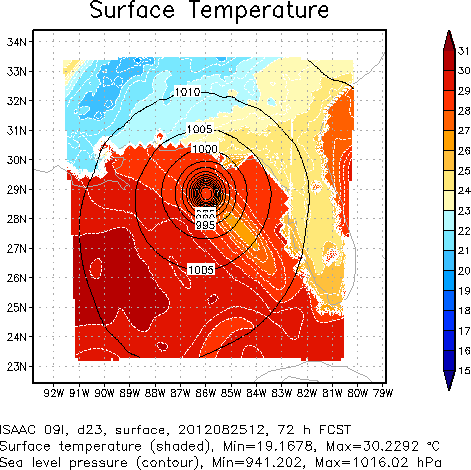 Surface Temperature
34N
33N
32N
31N
30N
29N
28N
27N
26N
25N
24N
23N
1010
1005
1000
995
1005
92W 91W 90W 89W 88W 87W 86W 85W 84W 83W 82W 81W 80W 79W
31
30
29
28
27
26
25
24
23
22
21
20
19
18
17
16
15
ISAAC 09l, d23, surface, 2012082512, 72 h FCST
Surface temperature (shaded), Min=19.1678, Max=30.2292 °C
Sea level pressure (contour), Min=941.202, Max=1016.02 hPa